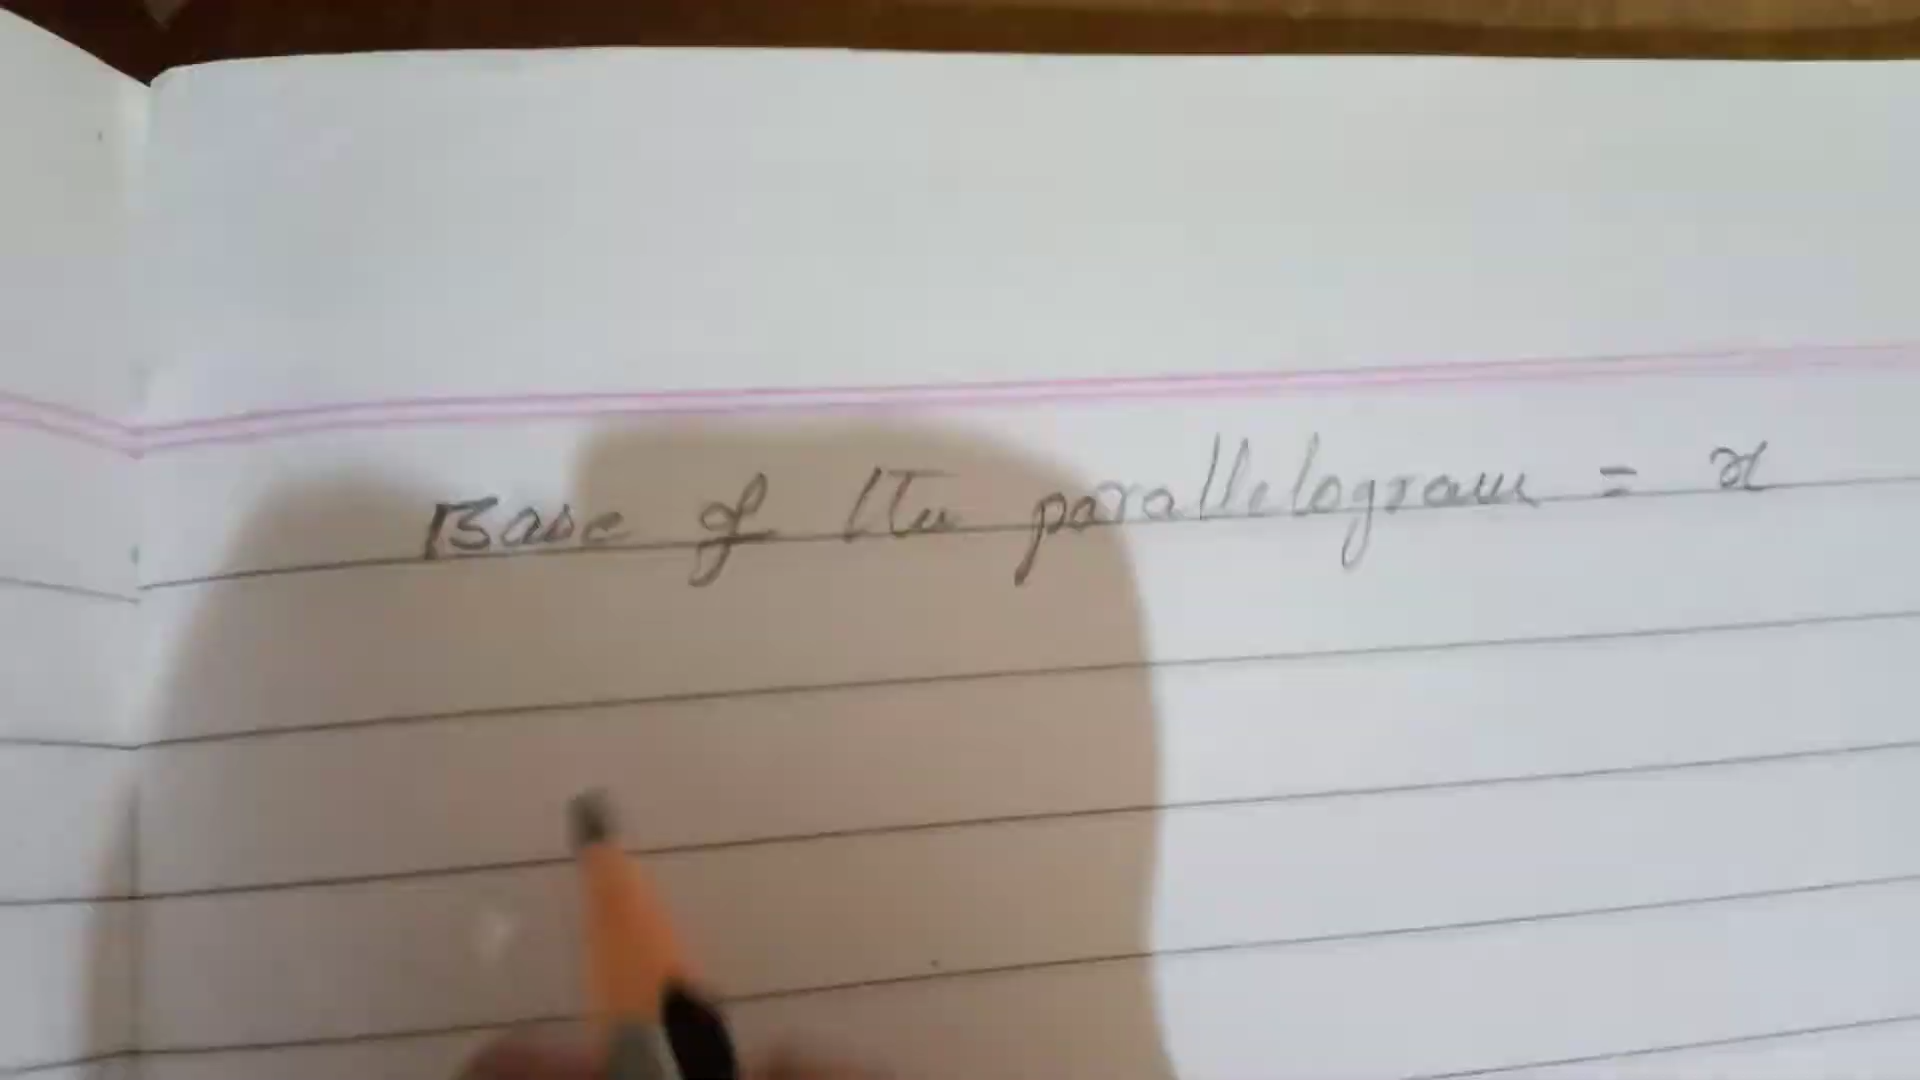 Base of the parallelogram = x